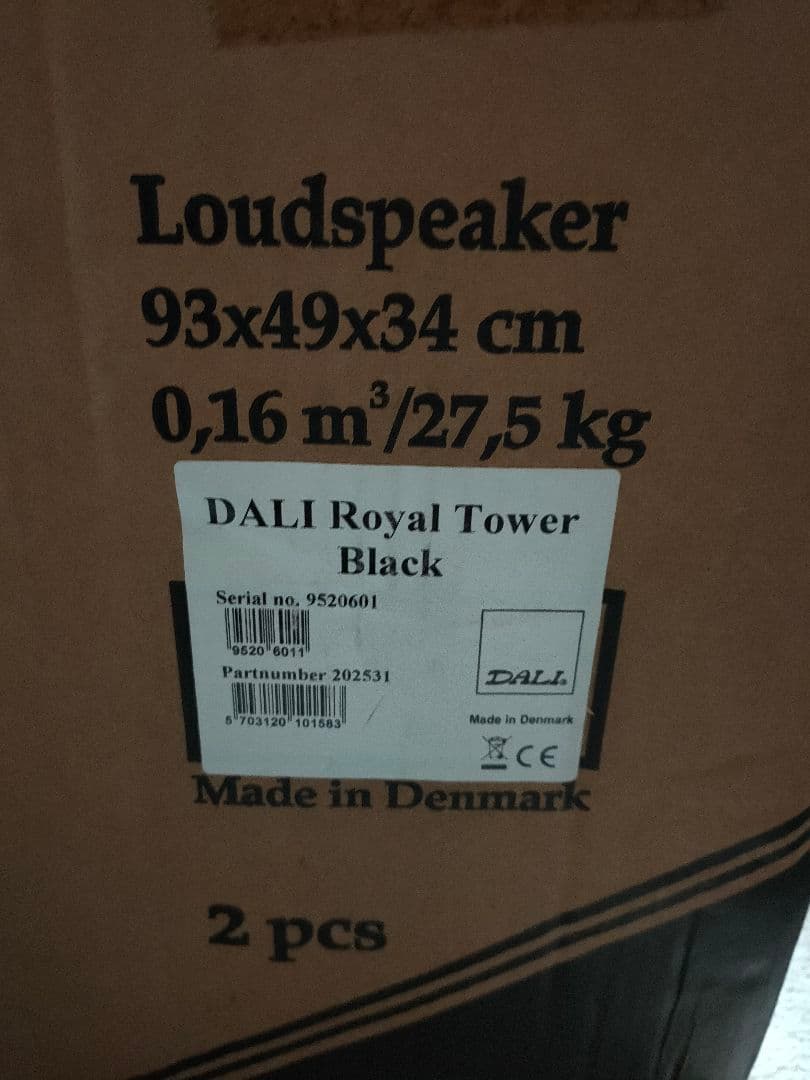 Loudspeaker
93x49x34 cm
0,16 m³/27,5 kg
DALI Royal Tower
Black
Serial no. 9520601
9520 6011
Partnumber 202531
5 703120 101583
DALI
Made in Denmark
CE
Made in Denmark
2 pcs